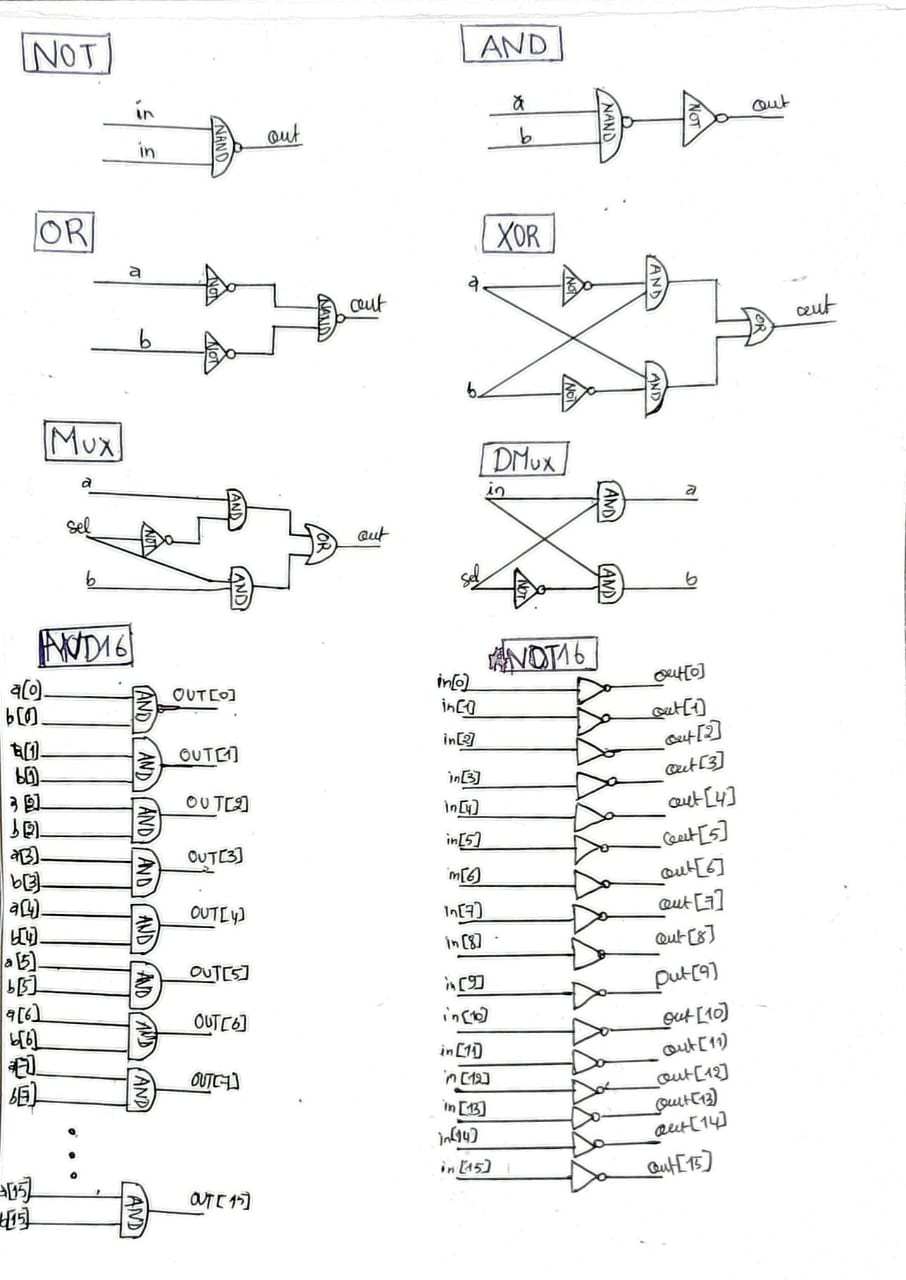 NOT
in
in
NAND
out
AND
a
b
NAND
NOT
out
OR
a
b
NOT
NOT
NAND
out
XOR
a
b
NOT
NOT
AND
AND
OR
out
Mux
a
sel
b
NOT
AND
AND
OR
out
DMux
in
sel
NOT
AND
AND
a
b
AND16
a[0]
b[0]
AND
OUT[0]
a[1]
b[1]
AND
OUT[1]
a[2]
b[2]
AND
OUT[2]
a[3]
b[3]
AND
OUT[3]
a[4]
b[4]
AND
OUT[4]
a[5]
b[5]
AND
OUT[5]
a[6]
b[6]
AND
OUT[6]
a[7]
b[7]
AND
OUT[7]
a[15]
b[15]
AND
OUT[15]
NOT16
in[0] out[0]
in[1] out[1]
in[2] out[2]
in[3] out[3]
in[4] out[4]
in[5] out[5]
in[6] out[6]
in[7] out[7]
in[8] out[8]
in[9] out[9]
in[10] out[10]
in[11] out[11]
in[12] out[12]
in[13] out[13]
in[14] out[14]
in[15] out[15]